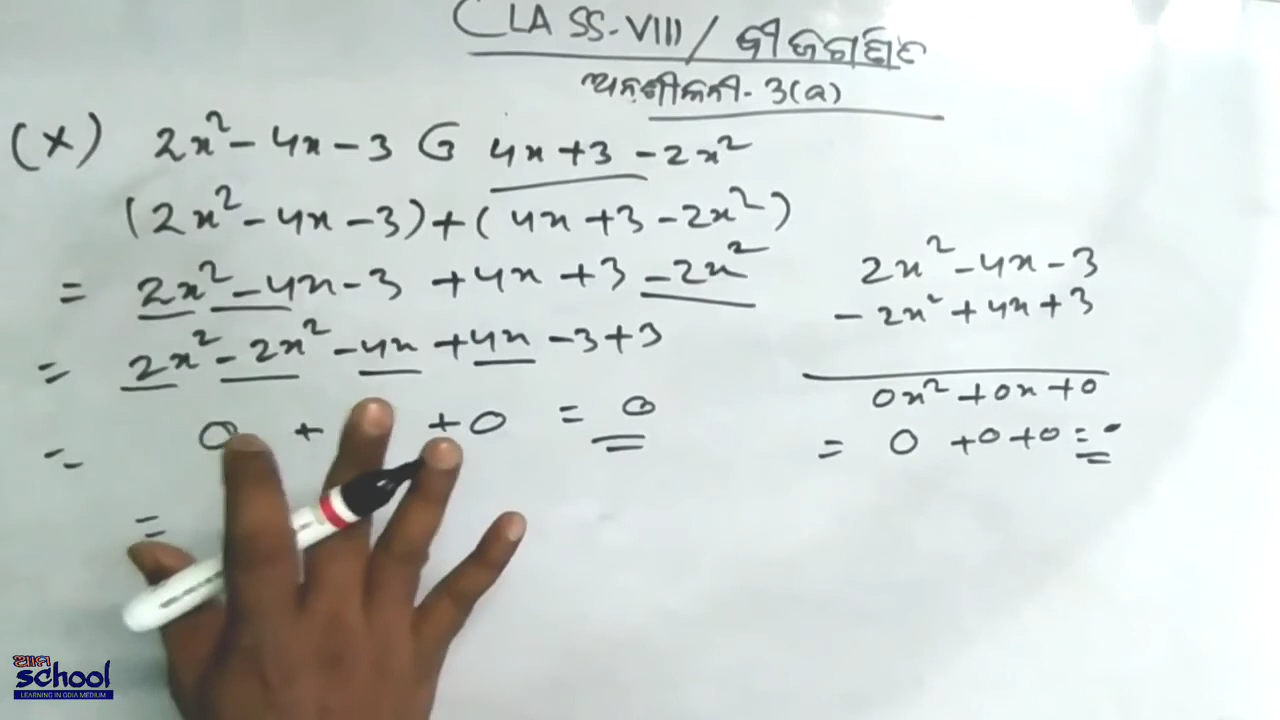 CLASS-VIII / ବୀଜଗଣିତ
ଅନୁଶୀଳନୀ - 3(a)
(x) 2x² - 4x - 3 ଓ 4x + 3 - 2x²
(2x² - 4x - 3) + (4x + 3 - 2x²)
= 2x² - 4x - 3 + 4x + 3 - 2x²
= 2x² - 2x² - 4x + 4x - 3 + 3
= 0 + + 0 = 0
=
2x² - 4x - 3
- 2x² + 4x + 3
0x² + 0x + 0
= 0 + 0 + 0 =
ଆମ
school
LEARNING IN ODIA MEDIUM